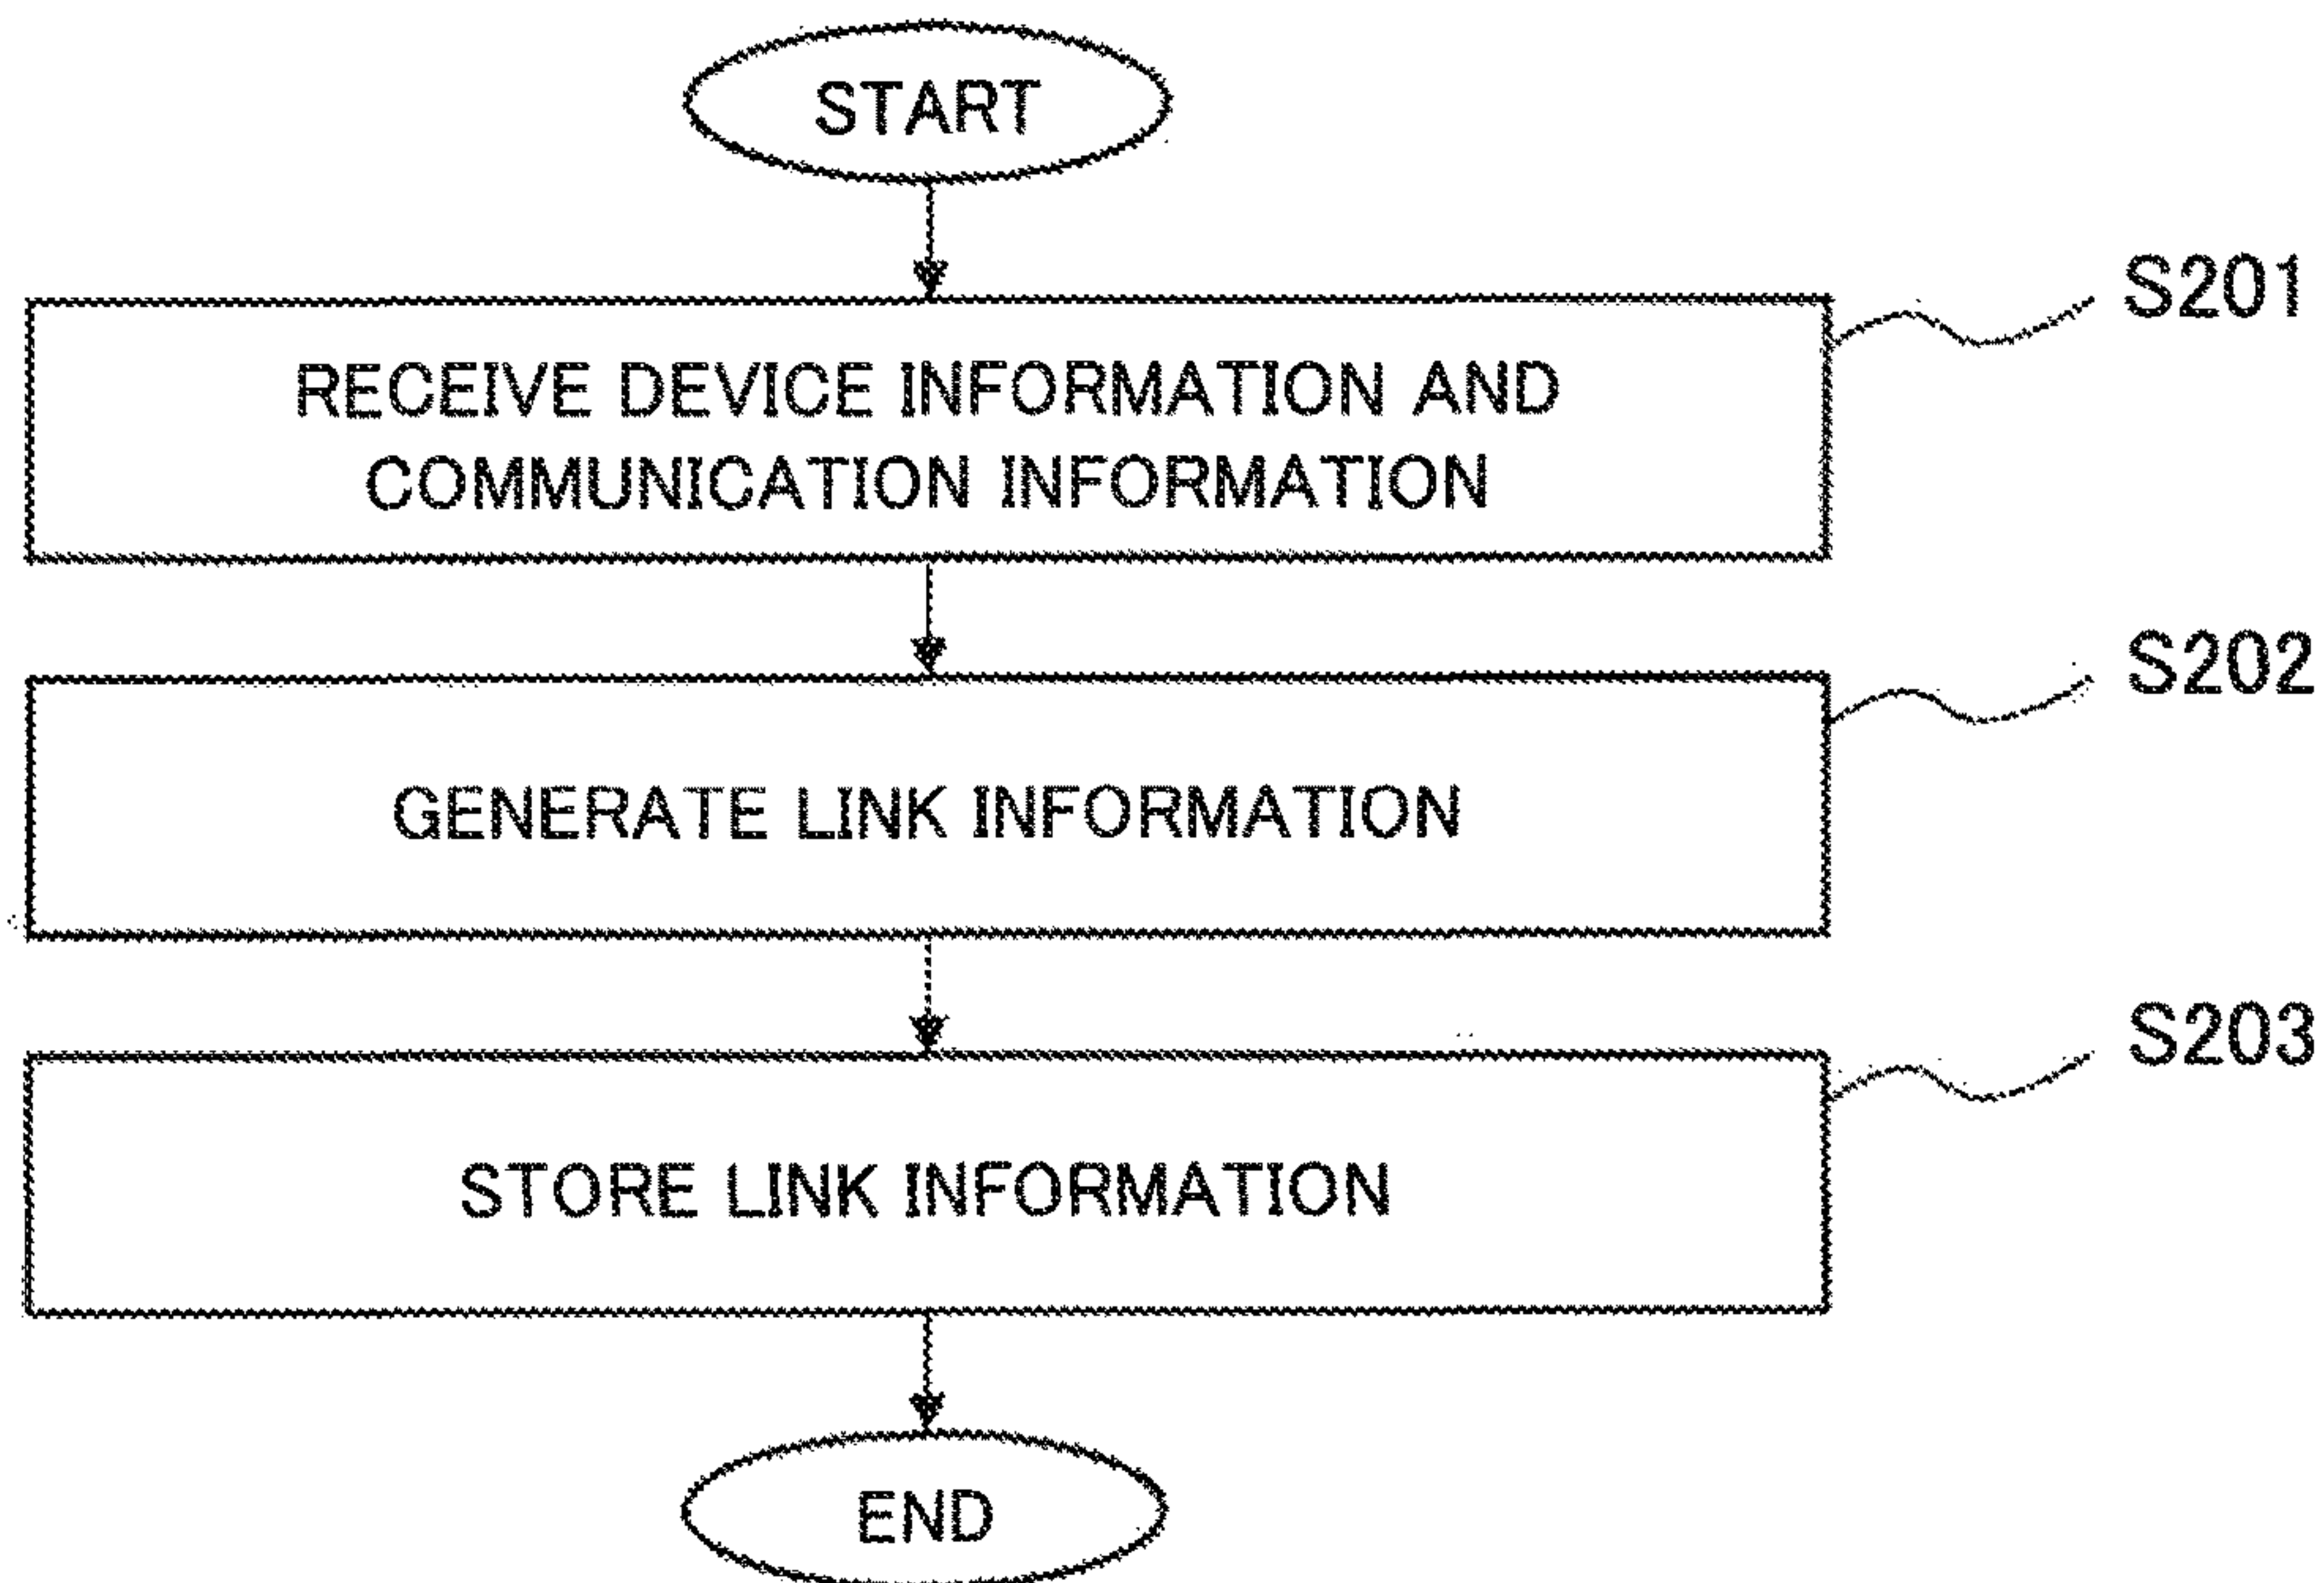 START
S201
RECEIVE DEVICE INFORMATION AND
COMMUNICATION INFORMATION
S202
GENERATE LINK INFORMATION
S203
STORE LINK INFORMATION
END